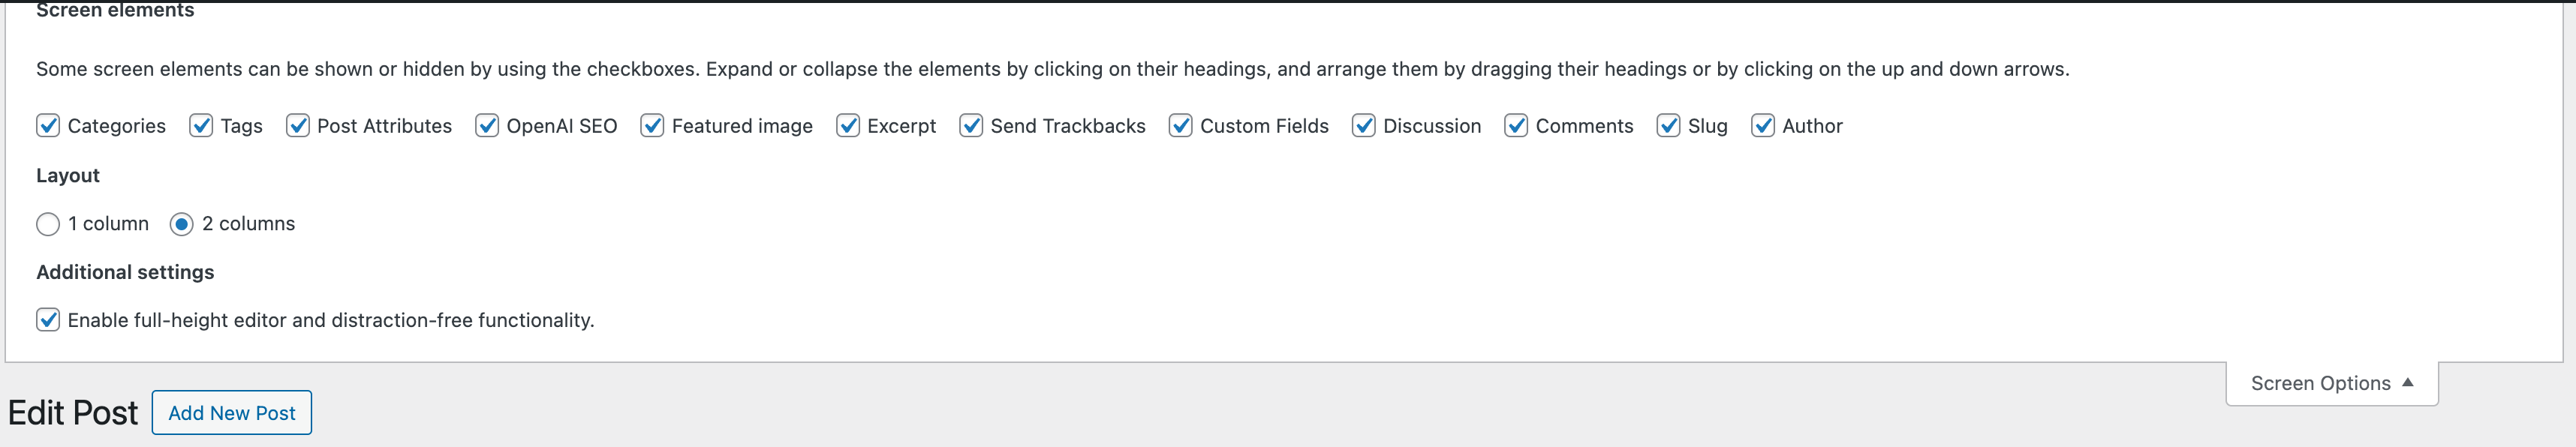 Screen elements
Some screen elements can be shown or hidden by using the checkboxes. Expand or collapse the elements by clicking on their headings, and arrange them by dragging their headings or by clicking on the up and down arrows.
Categories Tags Post Attributes OpenAI SEO Featured image Excerpt Send Trackbacks Custom Fields Discussion Comments Slug Author
Layout
1 column 2 columns
Additional settings
Enable full-height editor and distraction-free functionality.
Screen Options
Edit Post Add New Post